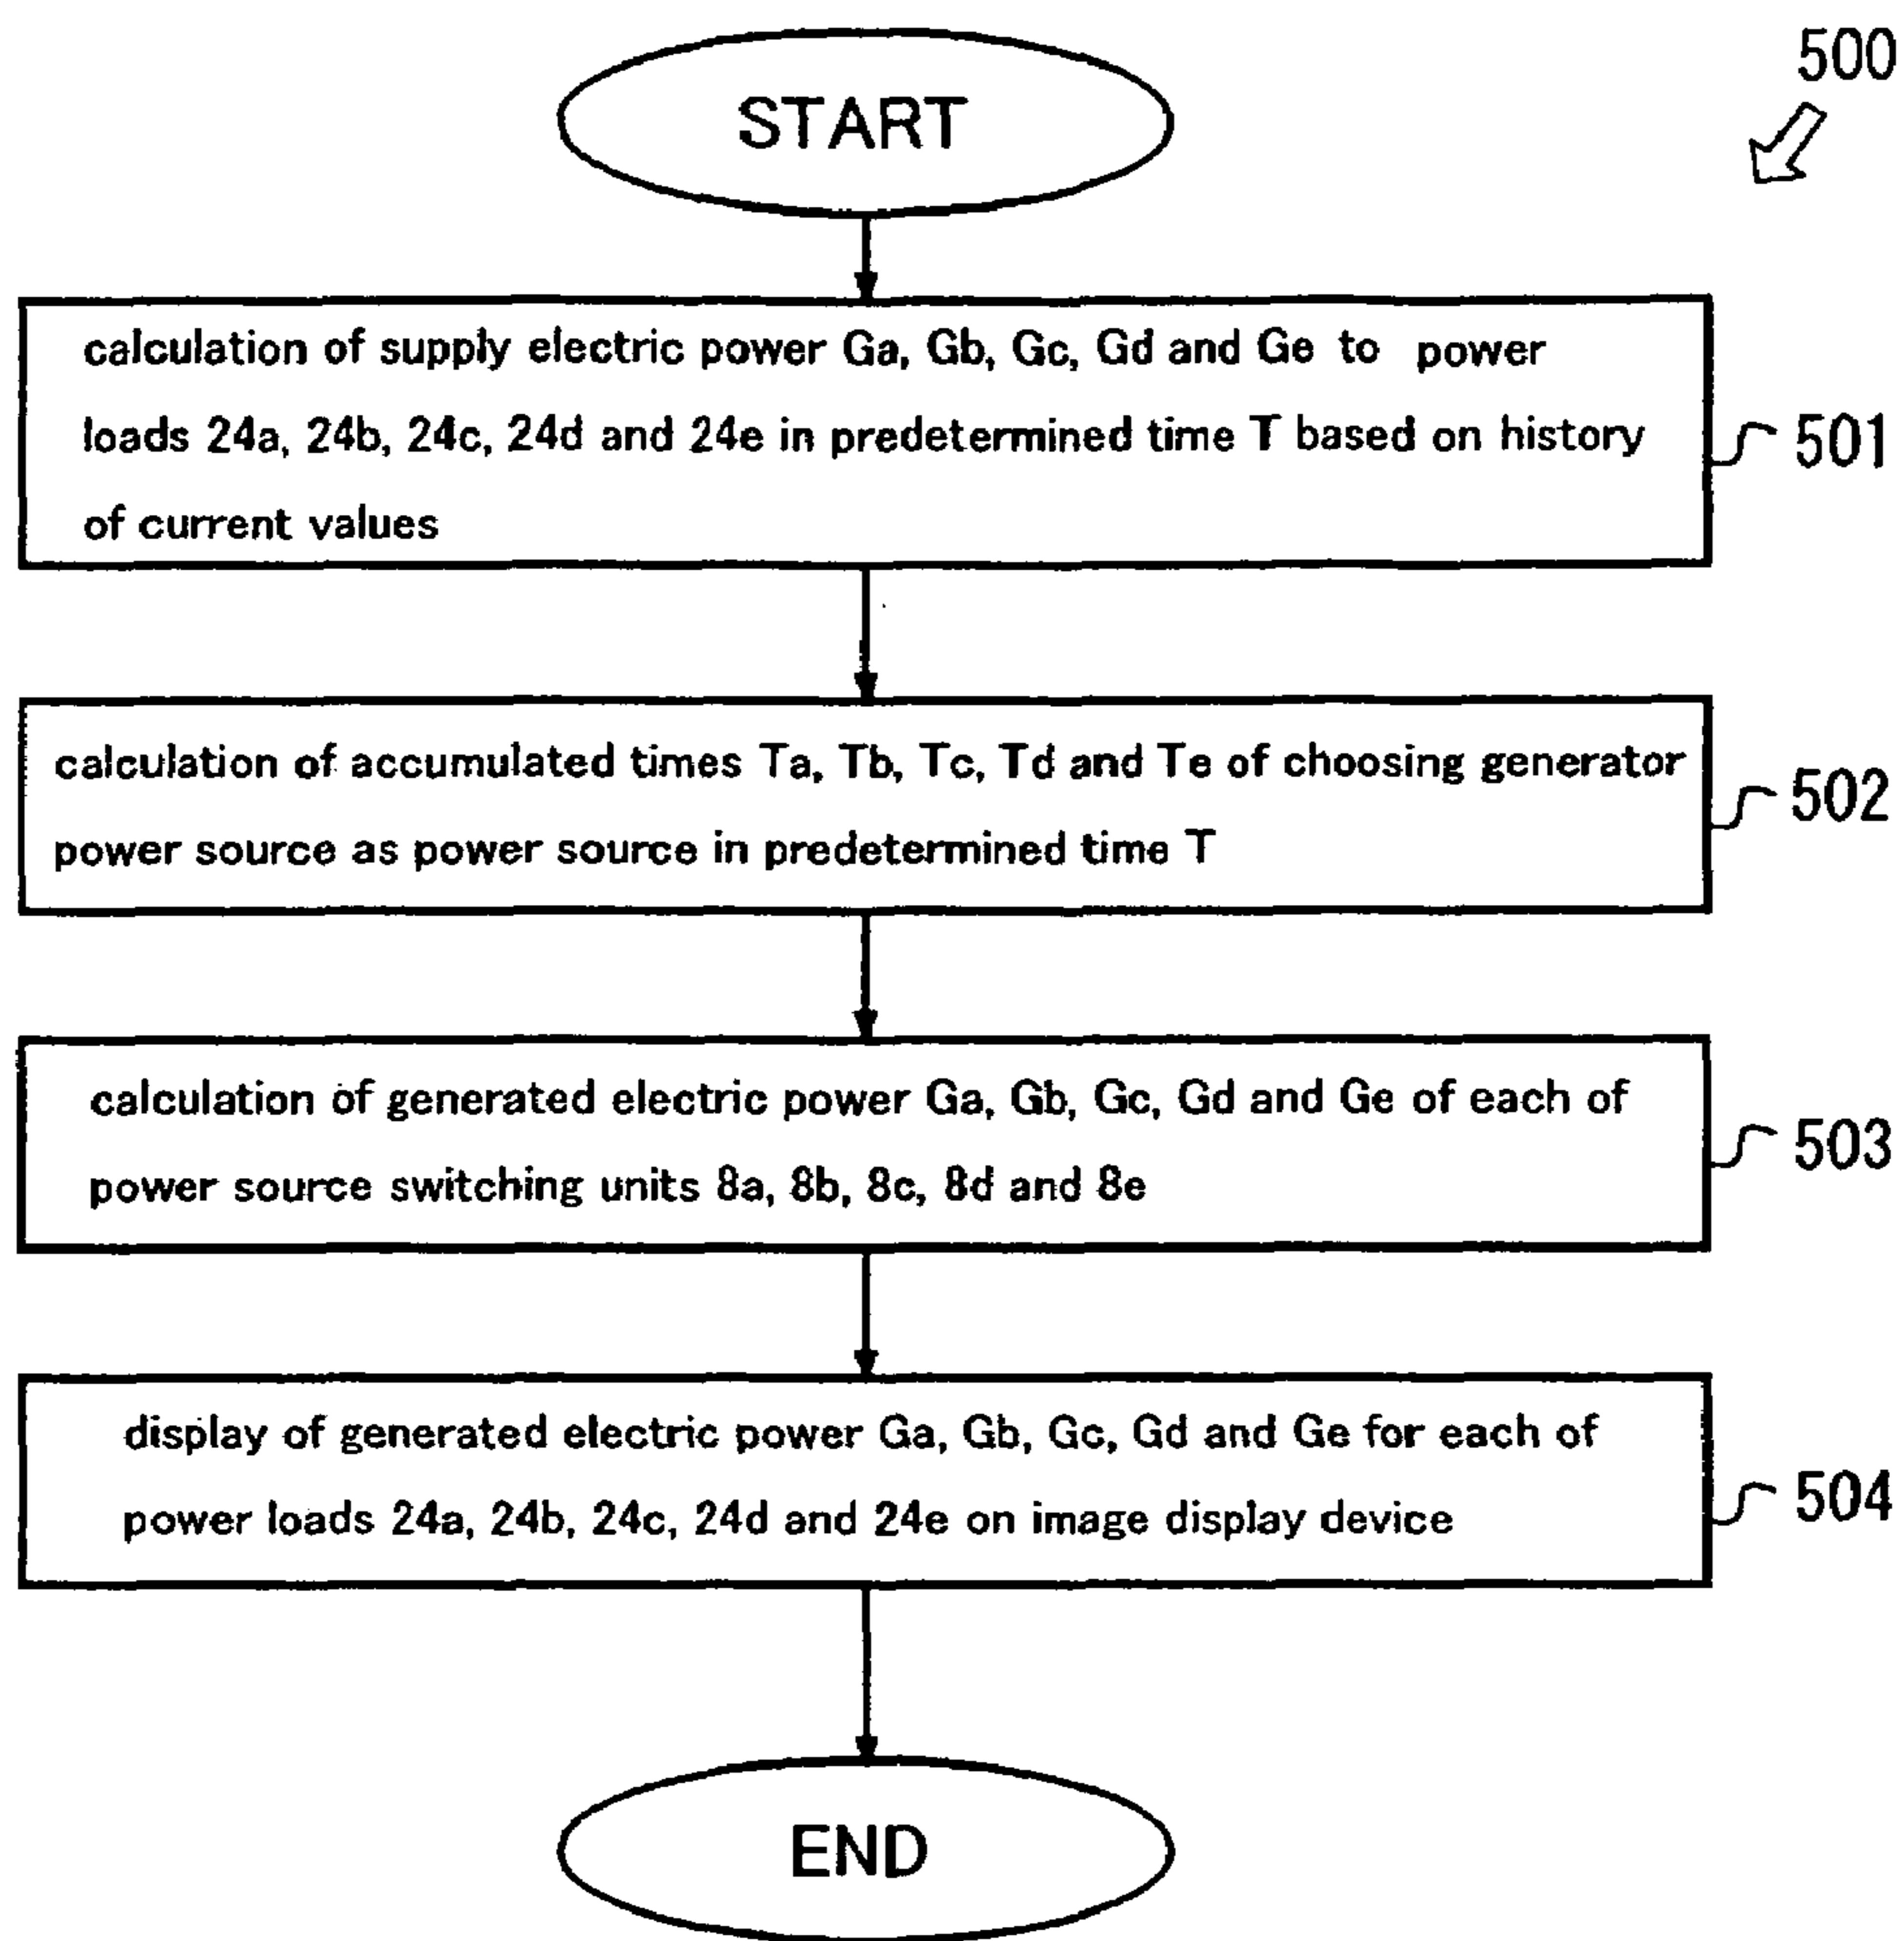 START
500
calculation of supply electric power Ga, Gb, Gc, Gd and Ge to power
loads 24a, 24b, 24c, 24d and 24e in predetermined time T based on history
of current values
501
calculation of accumulated times Ta, Tb, Tc, Td and Te of choosing generator
power source as power source in predetermined time T
502
calculation of generated electric power Ga, Gb, Gc, Gd and Ge of each of
power source switching units 8a, 8b, 8c, 8d and 8e
503
display of generated electric power Ga, Gb, Gc, Gd and Ge for each of
power loads 24a, 24b, 24c, 24d and 24e on image display device
504
END